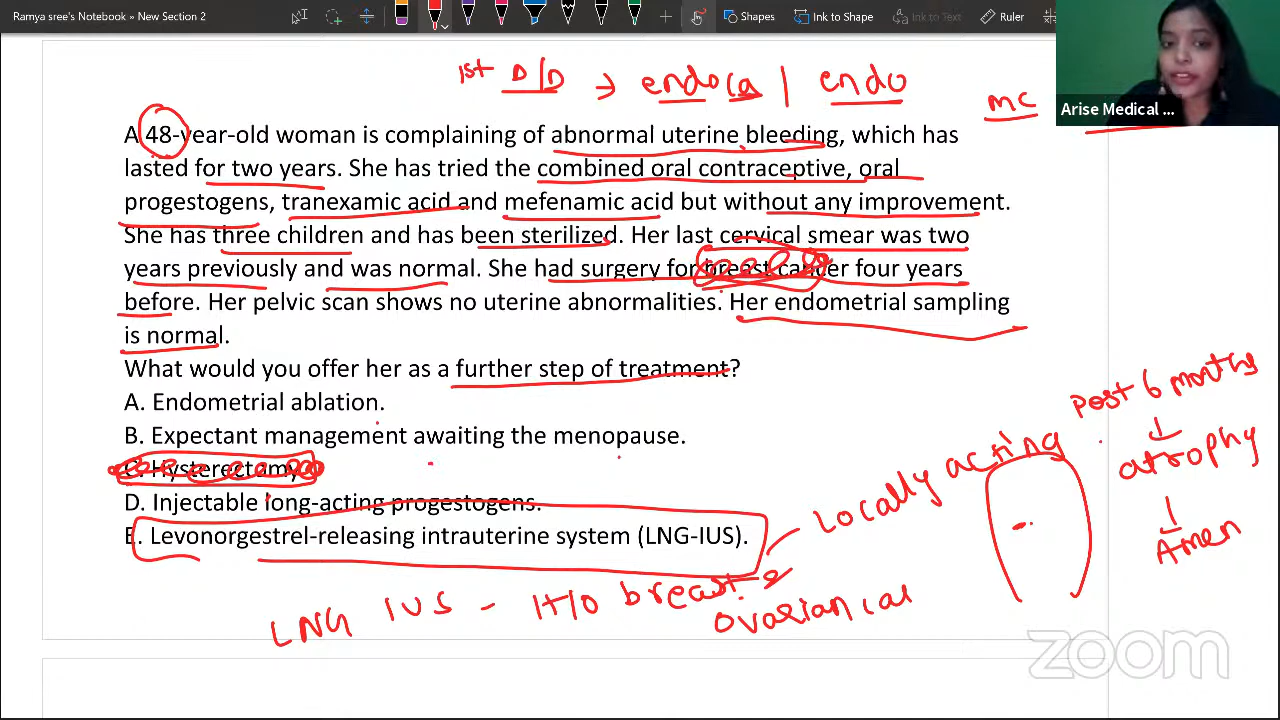 Ramya sree's Notebook » New Section 2
Shapes
Ink to Shape
Ink to Text
Ruler
Arise Medical ...
1st D/D → endo ca | endo
mc
A 48-year-old woman is complaining of abnormal uterine bleeding, which has
lasted for two years. She has tried the combined oral contraceptive, oral
progestogens, tranexamic acid and mefenamic acid but without any improvement.
She has three children and has been sterilized. Her last cervical smear was two
years previously and was normal. She had surgery for breast cancer four years
before. Her pelvic scan shows no uterine abnormalities. Her endometrial sampling
is normal.
What would you offer her as a further step of treatment?
A. Endometrial ablation.
B. Expectant management awaiting the menopause.
C. Hysterectomy
D. Injectable long-acting progestogens.
E. Levonorgestrel-releasing intrauterine system (LNG-IUS).
Locally acting
Post 6 months
↓
atrophy
↓
Amen
LNG IUS - H/O breast &
ovarian ca
zoom